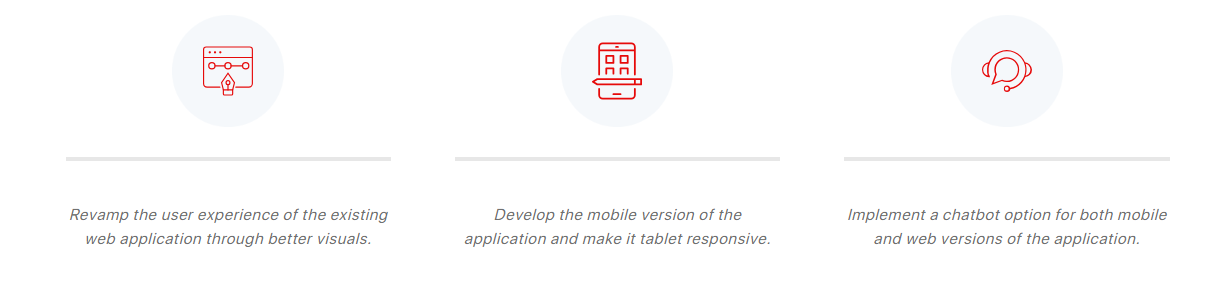 Revamp the user experience of the existing
web application through better visuals.
Develop the mobile version of the
application and make it tablet responsive.
Implement a chatbot option for both mobile
and web versions of the application.